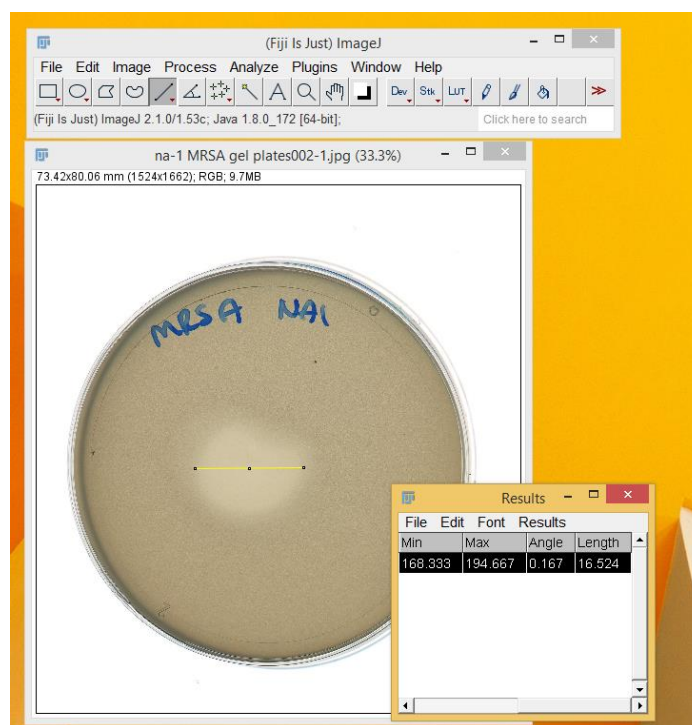 (Fiji Is Just) ImageJ
File Edit Image Process Analyze Plugins Window Help
Dev Stk LUT
(Fiji Is Just) ImageJ 2.1.0/1.53c; Java 1.8.0_172 [64-bit];
Click here to search
na-1 MRSA gel plates002-1.jpg (33.3%)
73.42x80.06 mm (1524x1662); RGB; 9.7MB
MRSA NA1
Results
File Edit Font Results
Min Max Angle Length
168.333 194.667 0.167 16.524